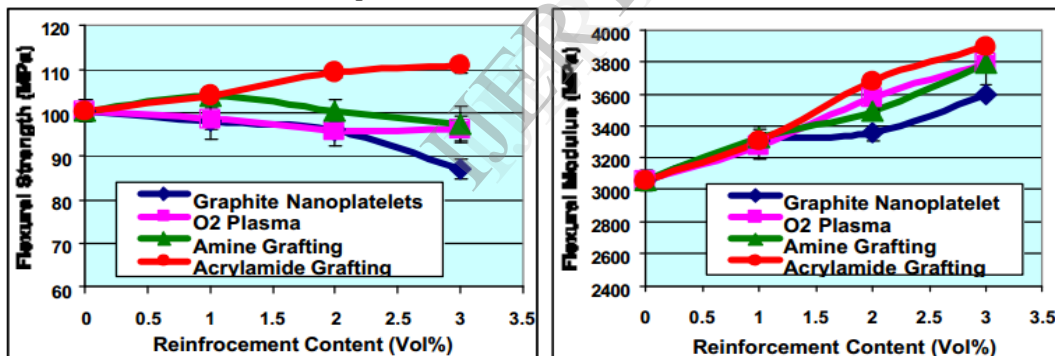 Flexural Strength (MPa)
120
110
100
90
80
70
60
Graphite Nanoplatelets
O2 Plasma
Amine Grafting
Acrylamide Grafting
0 0.5 1 1.5 2 2.5 3 3.5
Reinfrocement Content (Vol%)
IJER
Flexural Modulus (MPa)
4000
3800
3600
3400
3200
3000
2800
2600
2400
Graphite Nanoplatelet
O2 Plasma
Amine Grafting
Acrylamide Grafting
0 0.5 1 1.5 2 2.5 3 3.5
Reinforcement Content (Vol%)